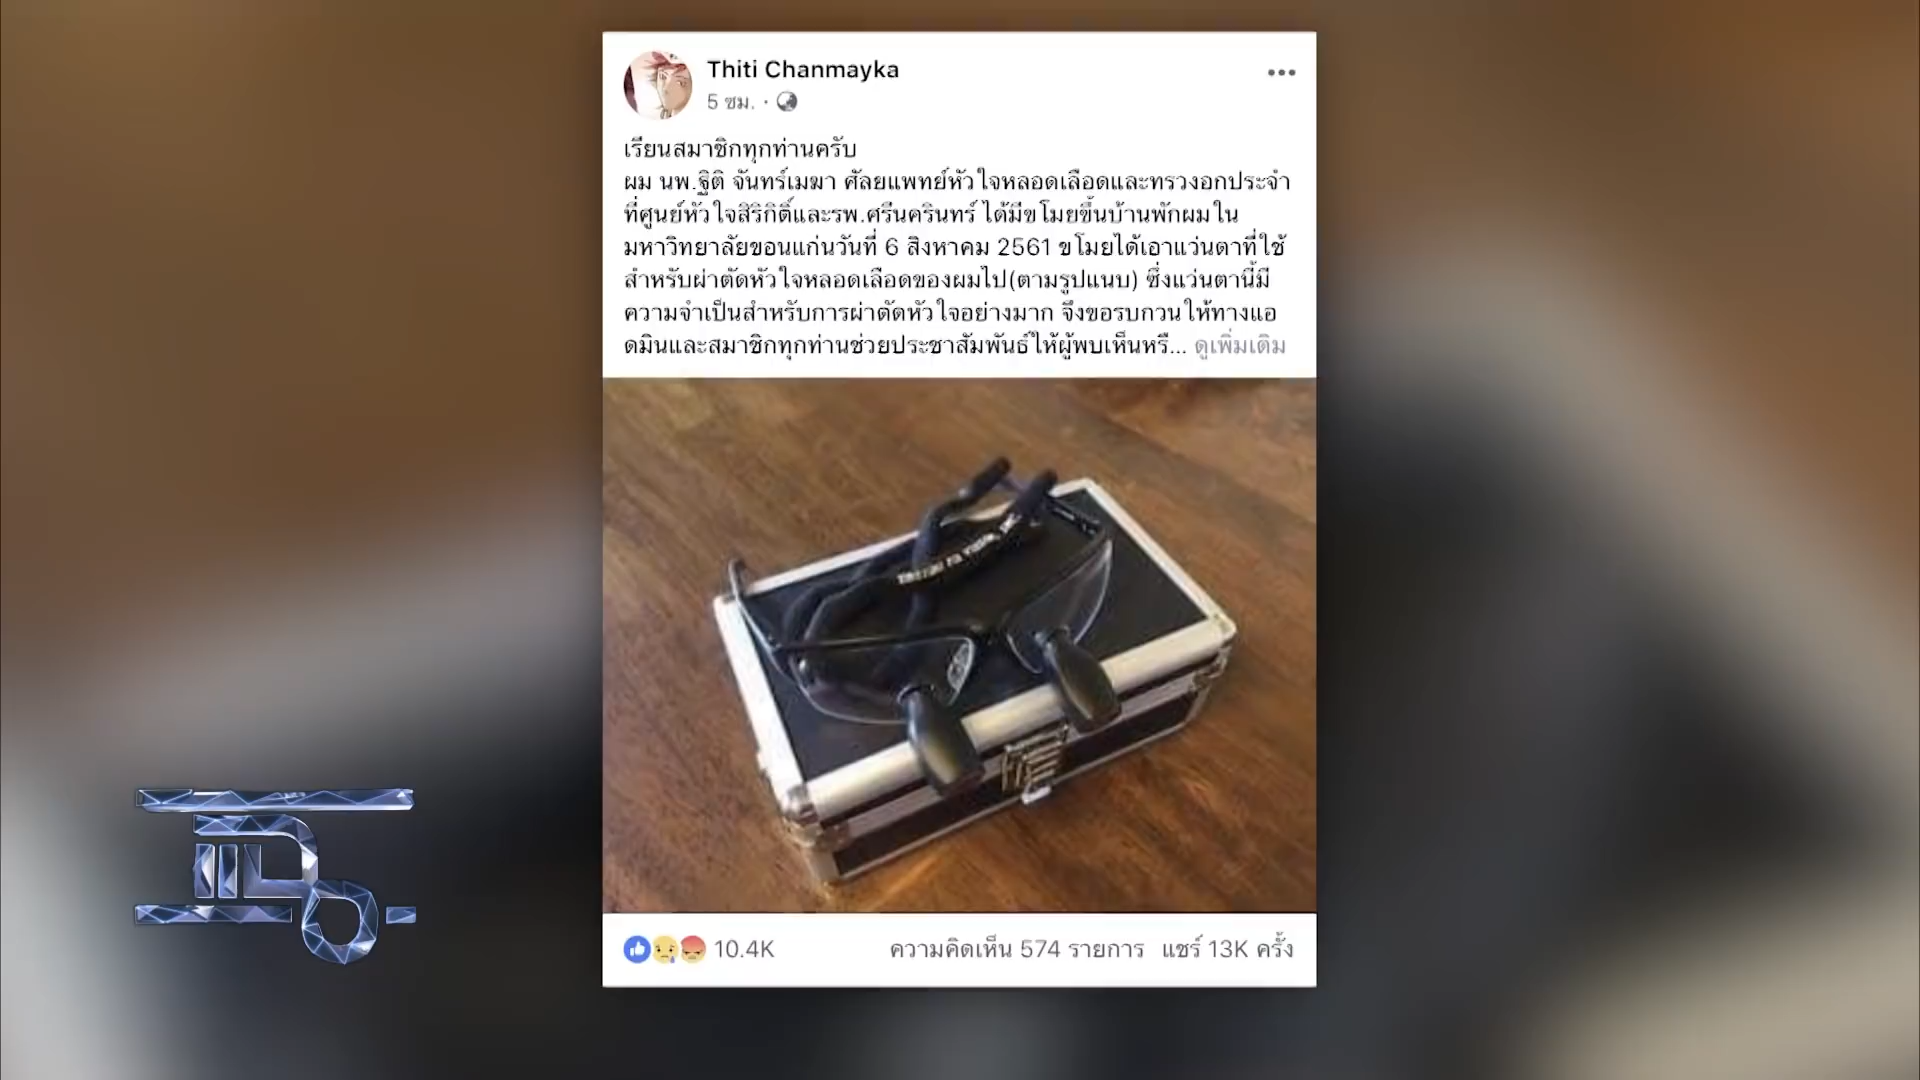 Thiti Chanmayka
5 ชม. ·
เรียนสมาชิกทุกท่านครับ
ผม นพ.ฐิติ จันทร์เมฆา ศัลยแพทย์หัวใจหลอดเลือดและทรวงอกประจำ
ที่ศูนย์หัวใจสิริกิติ์และรพ.ศรีนครินทร์ ได้มีขโมยขึ้นบ้านพักผมใน
มหาวิทยาลัยขอนแก่นวันที่ 6 สิงหาคม 2561 ขโมยได้เอาแว่นตาที่ใช้
สำหรับผ่าตัดหัวใจหลอดเลือดของผมไป(ตามรูปแนบ) ซึ่งแว่นตานี้มี
ความจำเป็นสำหรับการผ่าตัดหัวใจอย่างมาก จึงขอรบกวนให้ทางแอ
ดมินและสมาชิกทุกท่านช่วยประชาสัมพันธ์ให้ผู้พบเห็นหรื... ดูเพิ่มเติม
10.4K ความคิดเห็น 574 รายการ แชร์ 13K ครั้ง